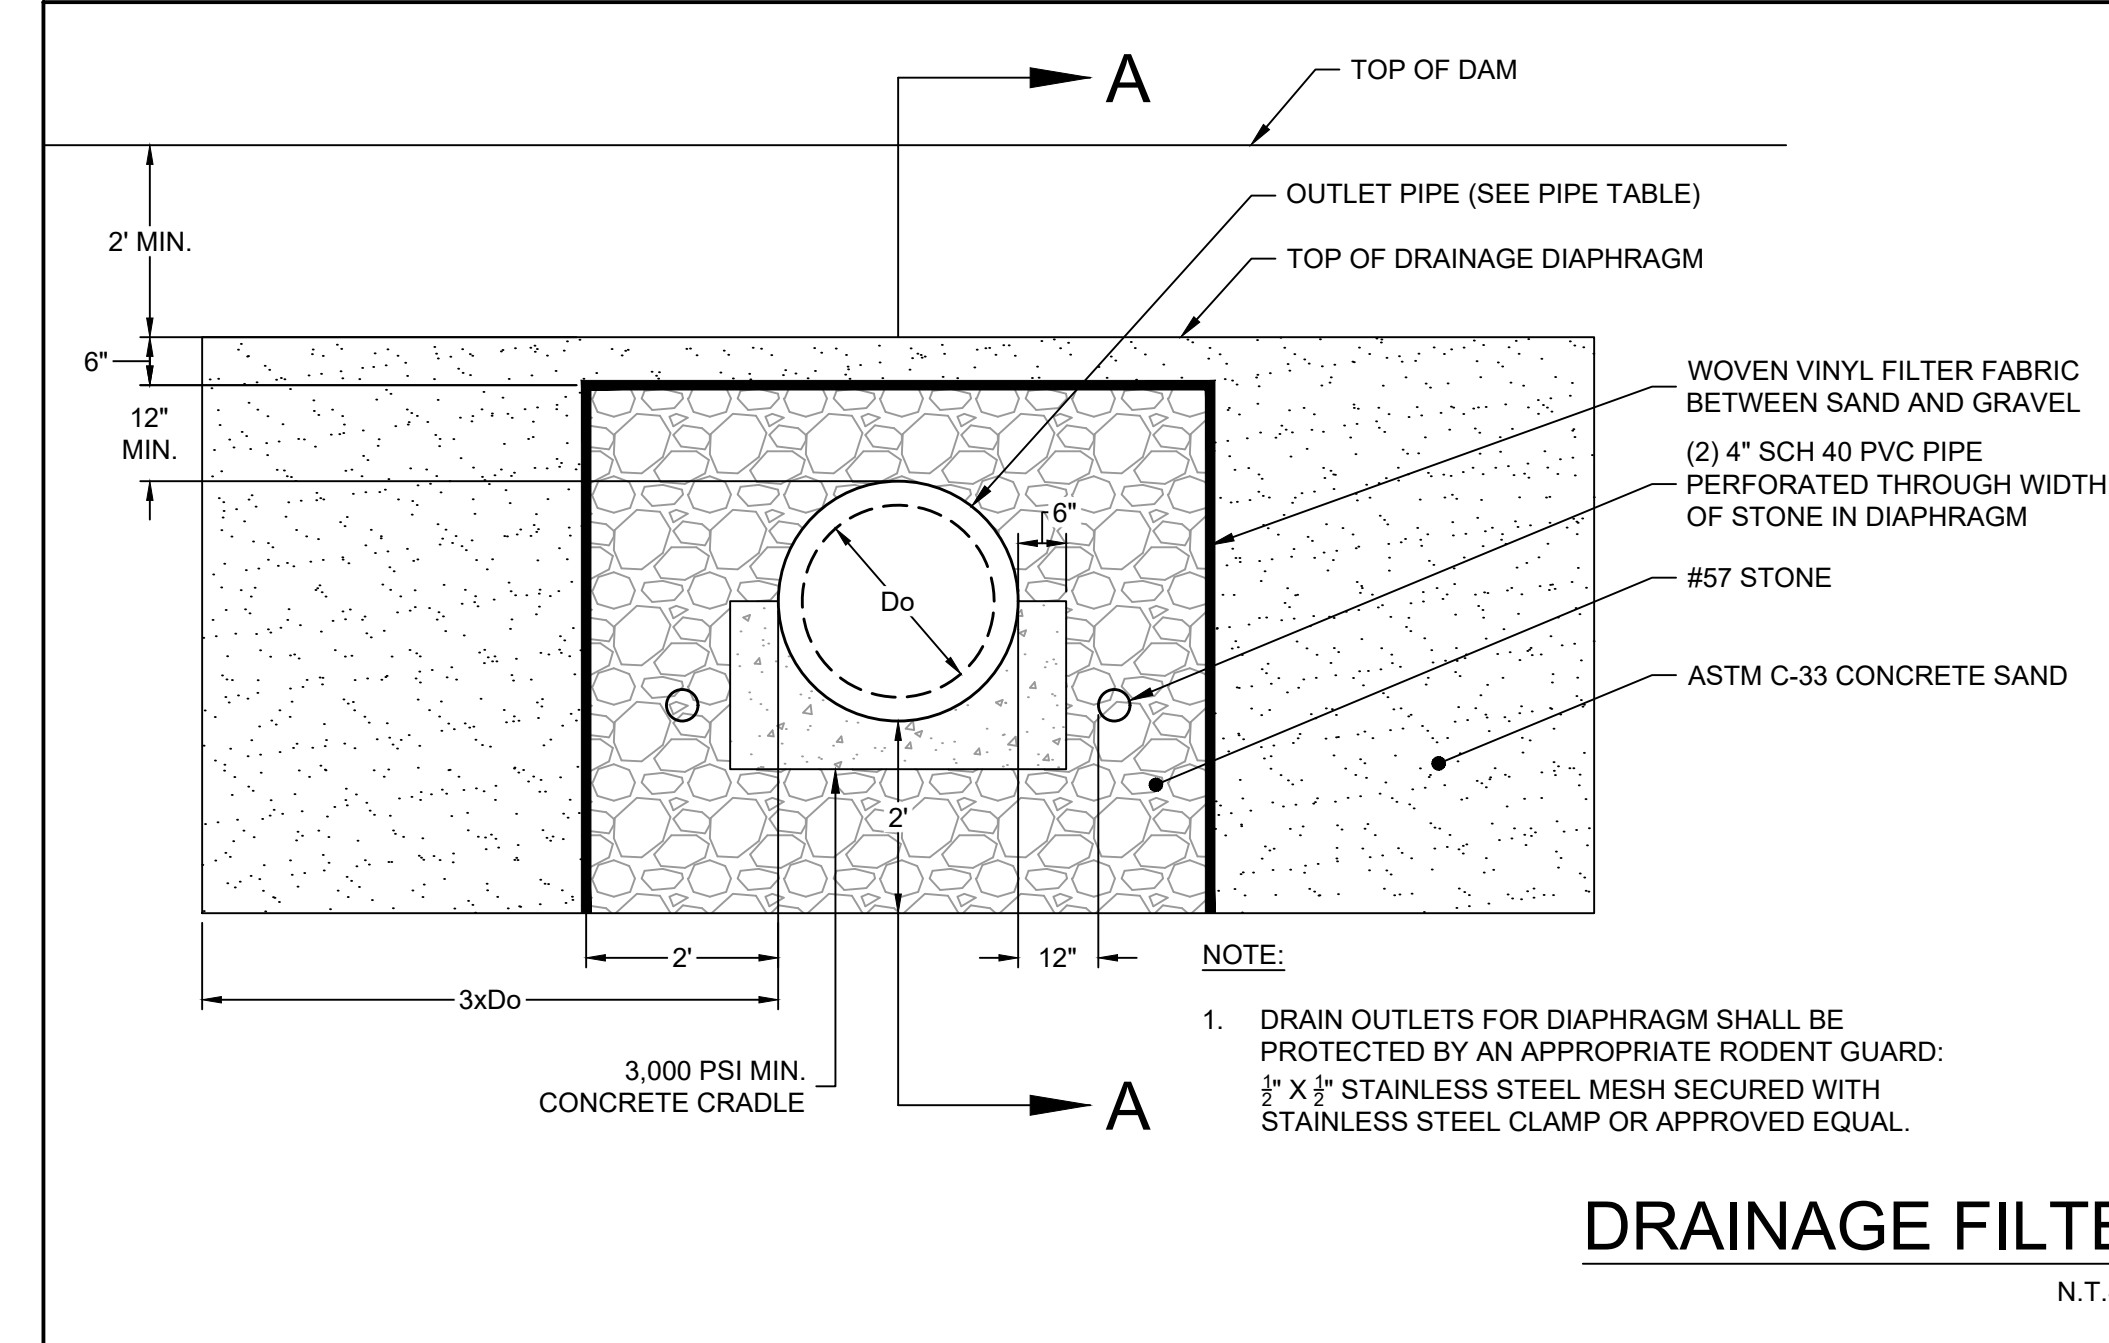 A
TOP OF DAM
OUTLET PIPE (SEE PIPE TABLE)
2' MIN.
TOP OF DRAINAGE DIAPHRAGM
6"
WOVEN VINYL FILTER FABRIC
BETWEEN SAND AND GRAVEL
12"
MIN.
(2) 4" SCH 40 PVC PIPE
PERFORATED THROUGH WIDTH
OF STONE IN DIAPHRAGM
6"
#57 STONE
Do
ASTM C-33 CONCRETE SAND
2'
2'
12"
3xDo
NOTE:
1. DRAIN OUTLETS FOR DIAPHRAGM SHALL BE
PROTECTED BY AN APPROPRIATE RODENT GUARD:
½" X ½" STAINLESS STEEL MESH SECURED WITH
STAINLESS STEEL CLAMP OR APPROVED EQUAL.
3,000 PSI MIN.
CONCRETE CRADLE
A
DRAINAGE FILTE
N.T.